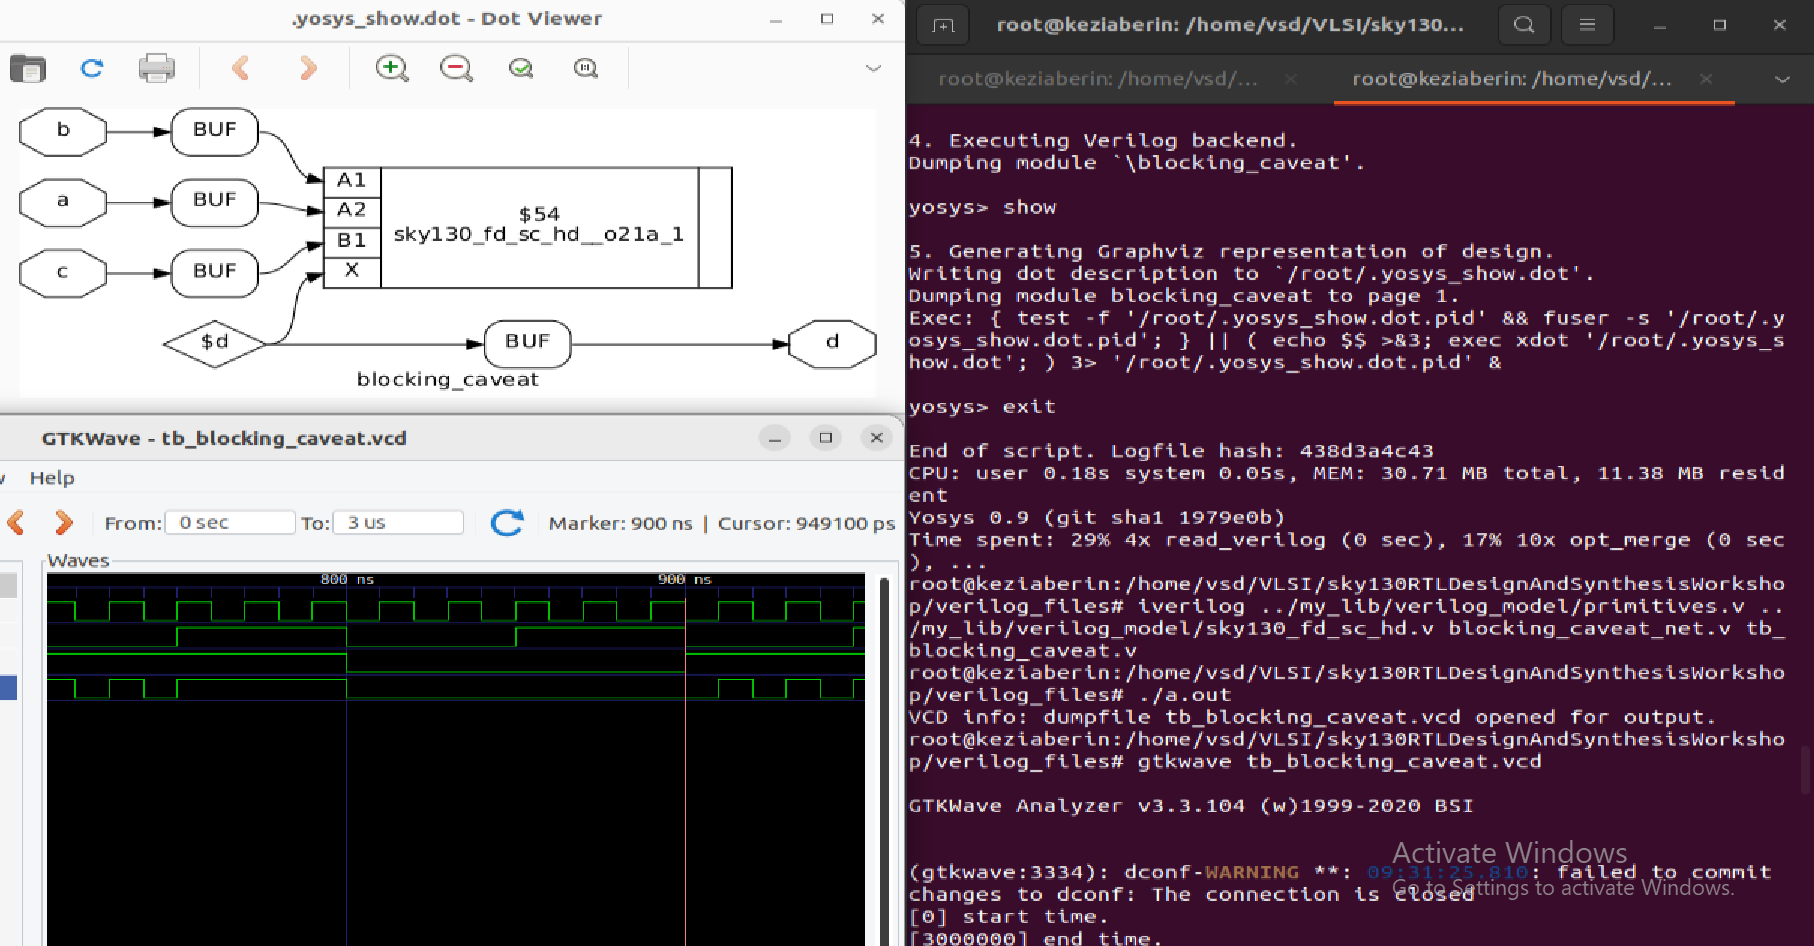 .yosys_show.dot - Dot Viewer
b
BUF
a
BUF
c
BUF
A1
A2
B1
X
$54
sky130_fd_sc_hd__o21a_1
$d
BUF
d
blocking_caveat
GTKWave - tb_blocking_caveat.vcd
Help
From: 0 sec To: 3 us Marker: 900 ns | Cursor: 949100 ps
Waves
800 ns 900 ns
root@keziaberin: /home/vsd/VLSI/sky130...
root@keziaberin: /home/vsd/... root@keziaberin: /home/vsd/...
4. Executing Verilog backend.
Dumping module `\blocking_caveat'.
yosys> show
5. Generating Graphviz representation of design.
Writing dot description to `/root/.yosys_show.dot'.
Dumping module blocking_caveat to page 1.
Exec: { test -f '/root/.yosys_show.dot.pid' && fuser -s '/root/.y
osys_show.dot.pid'; } || ( echo $$ >&3; exec xdot '/root/.yosys_s
how.dot'; ) 3> '/root/.yosys_show.dot.pid' &
yosys> exit
End of script. Logfile hash: 438d3a4c43
CPU: user 0.18s system 0.05s, MEM: 30.71 MB total, 11.38 MB resid
ent
Yosys 0.9 (git sha1 1979e0b)
Time spent: 29% 4x read_verilog (0 sec), 17% 10x opt_merge (0 sec
), ...
root@keziaberin:/home/vsd/VLSI/sky130RTLDesignAndSynthesisWorksho
p/verilog_files# iverilog ../my_lib/verilog_model/primitives.v ..
/my_lib/verilog_model/sky130_fd_sc_hd.v blocking_caveat_net.v tb_
blocking_caveat.v
root@keziaberin:/home/vsd/VLSI/sky130RTLDesignAndSynthesisWorksho
p/verilog_files# ./a.out
VCD info: dumpfile tb_blocking_caveat.vcd opened for output.
root@keziaberin:/home/vsd/VLSI/sky130RTLDesignAndSynthesisWorksho
p/verilog_files# gtkwave tb_blocking_caveat.vcd
GTKWave Analyzer v3.3.104 (w)1999-2020 BSI
(gtkwave:3334): dconf-WARNING **: 09:31:25.810: failed to commit
changes to dconf: The connection is closed
[0] start time.
[3000000] end time.
Activate Windows
Go to Settings to activate Windows.